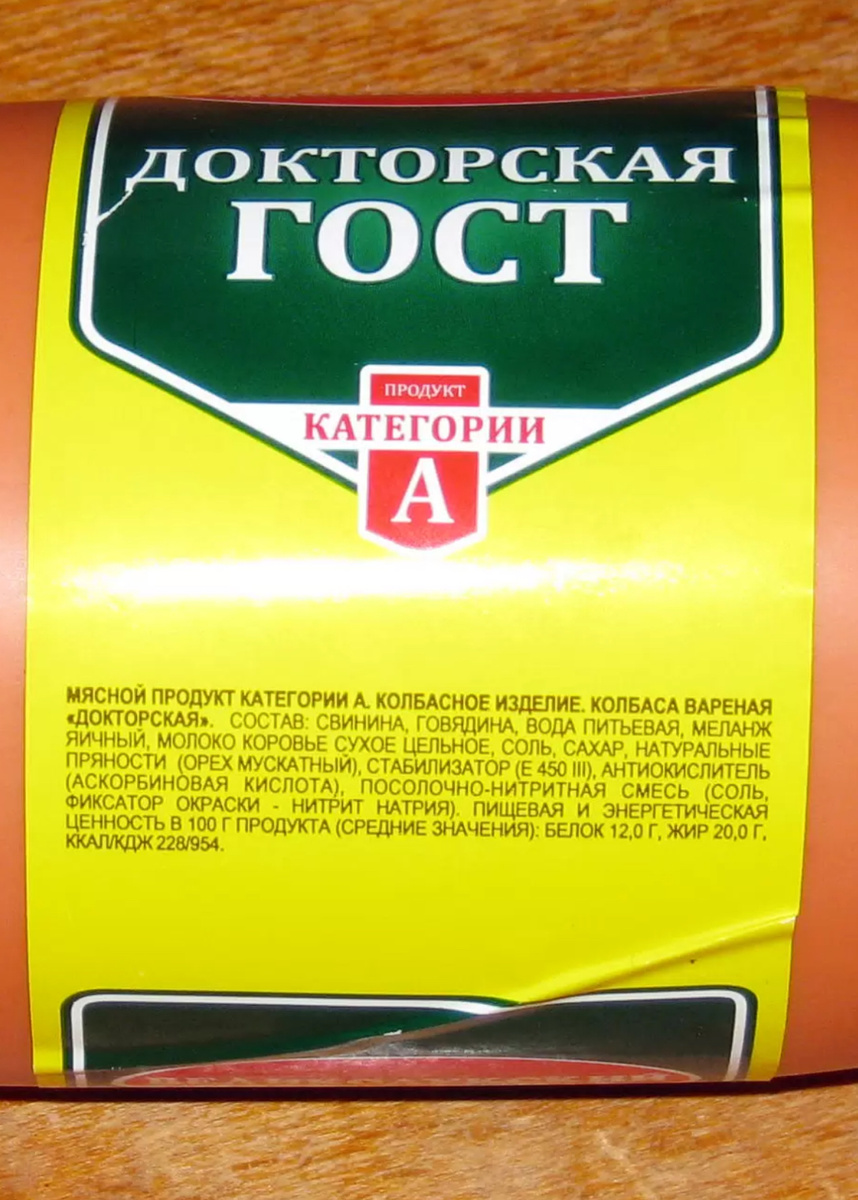 ДОКТОРСКАЯ
ГОСТ
ПРОДУКТ
КАТЕГОРИИ
А
МЯСНОЙ ПРОДУКТ КАТЕГОРИИ А. КОЛБАСНОЕ ИЗДЕЛИЕ. КОЛБАСА ВАРЕНАЯ
«ДОКТОРСКАЯ». СОСТАВ: СВИНИНА, ГОВЯДИНА, ВОДА ПИТЬЕВАЯ, МЕЛАНЖ
ЯИЧНЫЙ, МОЛОКО КОРОВЬЕ СУХОЕ ЦЕЛЬНОЕ, СОЛЬ, САХАР, НАТУРАЛЬНЫЕ
ПРЯНОСТИ (ОРЕХ МУСКАТНЫЙ), СТАБИЛИЗАТОР (Е 450 III), АНТИОКИСЛИТЕЛЬ
(АСКОРБИНОВАЯ КИСЛОТА), ПОСОЛОЧНО-НИТРИТНАЯ СМЕСЬ (СОЛЬ,
ФИКСАТОР ОКРАСКИ - НИТРИТ НАТРИЯ). ПИЩЕВАЯ И ЭНЕРГЕТИЧЕСКАЯ
ЦЕННОСТЬ В 100 Г ПРОДУКТА (СРЕДНИЕ ЗНАЧЕНИЯ): БЕЛОК 12,0 Г, ЖИР 20,0 Г,
ККАЛ/КДЖ 228/954.